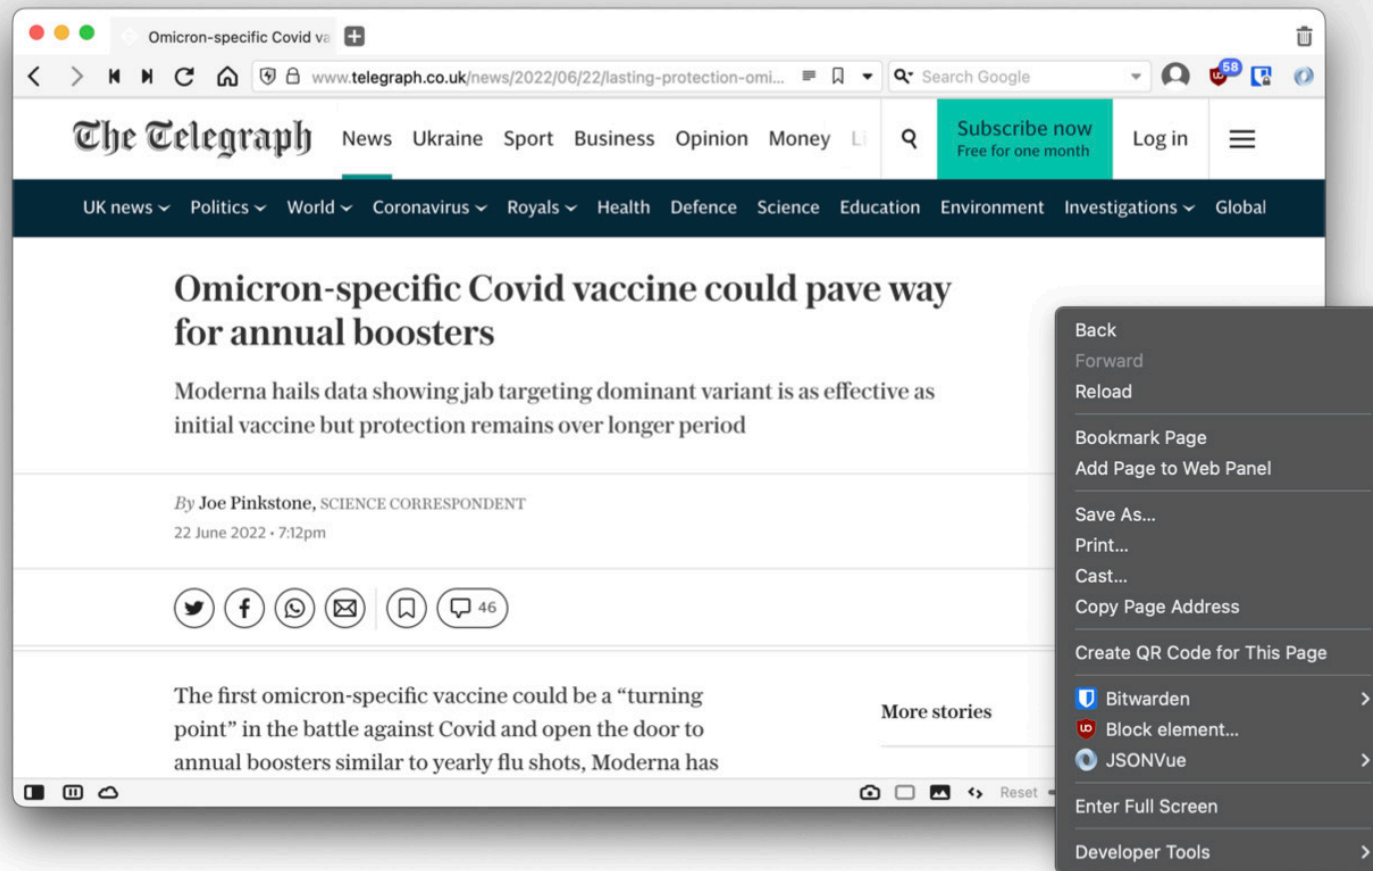 Omicron-specific Covid va
www.telegraph.co.uk/news/2022/06/22/lasting-protection-omi...
Search Google
58
The Telegraph
News Ukraine Sport Business Opinion Money Li
Subscribe now
Free for one month
Log in
UK news Politics World Coronavirus Royals Health Defence Science Education Environment Investigations Global
Omicron-specific Covid vaccine could pave way
for annual boosters
Moderna hails data showing jab targeting dominant variant is as effective as
initial vaccine but protection remains over longer period
By Joe Pinkstone, SCIENCE CORRESPONDENT
22 June 2022 • 7:12pm
46
The first omicron-specific vaccine could be a “turning
point” in the battle against Covid and open the door to
annual boosters similar to yearly flu shots, Moderna has
More stories
Reset
Back
Forward
Reload
Bookmark Page
Add Page to Web Panel
Save As...
Print...
Cast...
Copy Page Address
Create QR Code for This Page
Bitwarden
Block element...
JSONVue
Enter Full Screen
Developer Tools